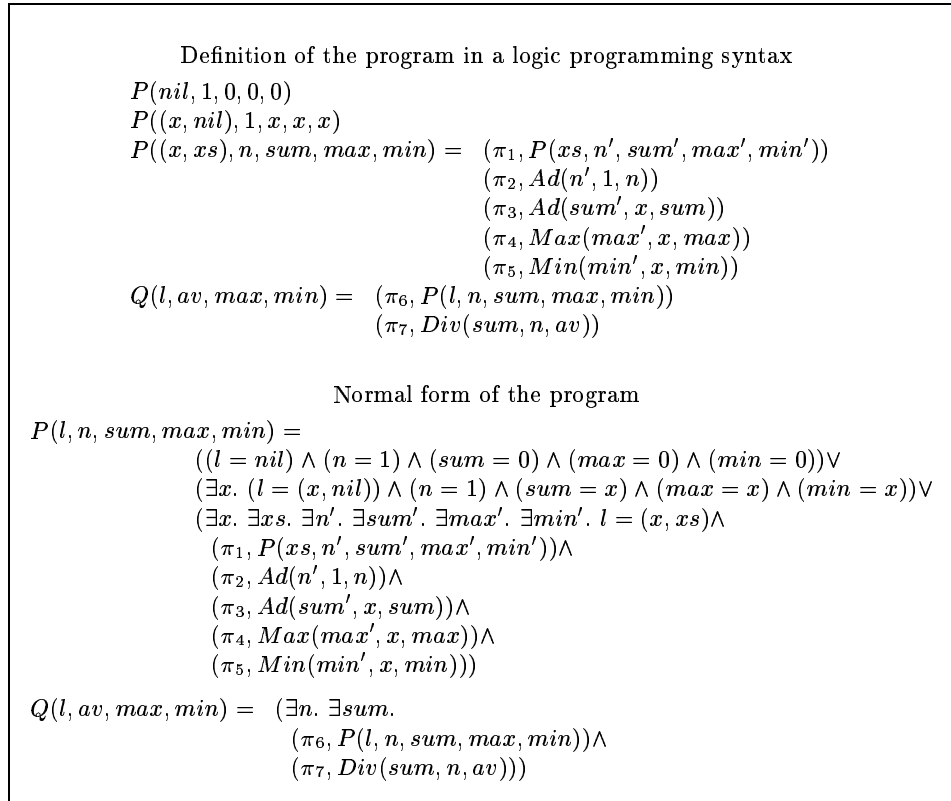 Definition of the program in a logic programming syntax
P(nil, 1, 0, 0, 0)
P((x, nil), 1, x, x, x)
P((x, xs), n, sum, max, min) = (π₁, P(xs, n′, sum′, max′, min′))
(π₂, Ad(n′, 1, n))
(π₃, Ad(sum′, x, sum))
(π₄, Max(max′, x, max))
(π₅, Min(min′, x, min))
Q(l, av, max, min) = (π₆, P(l, n, sum, max, min))
(π₇, Div(sum, n, av))
Normal form of the program
P(l, n, sum, max, min) =
((l = nil) ∧ (n = 1) ∧ (sum = 0) ∧ (max = 0) ∧ (min = 0))∨
(∃x. (l = (x, nil)) ∧ (n = 1) ∧ (sum = x) ∧ (max = x) ∧ (min = x))∨
(∃x. ∃xs. ∃n′. ∃sum′. ∃max′. ∃min′. l = (x, xs)∧
(π₁, P(xs, n′, sum′, max′, min′))∧
(π₂, Ad(n′, 1, n))∧
(π₃, Ad(sum′, x, sum))∧
(π₄, Max(max′, x, max))∧
(π₅, Min(min′, x, min)))
Q(l, av, max, min) = (∃n. ∃sum.
(π₆, P(l, n, sum, max, min))∧
(π₇, Div(sum, n, av)))